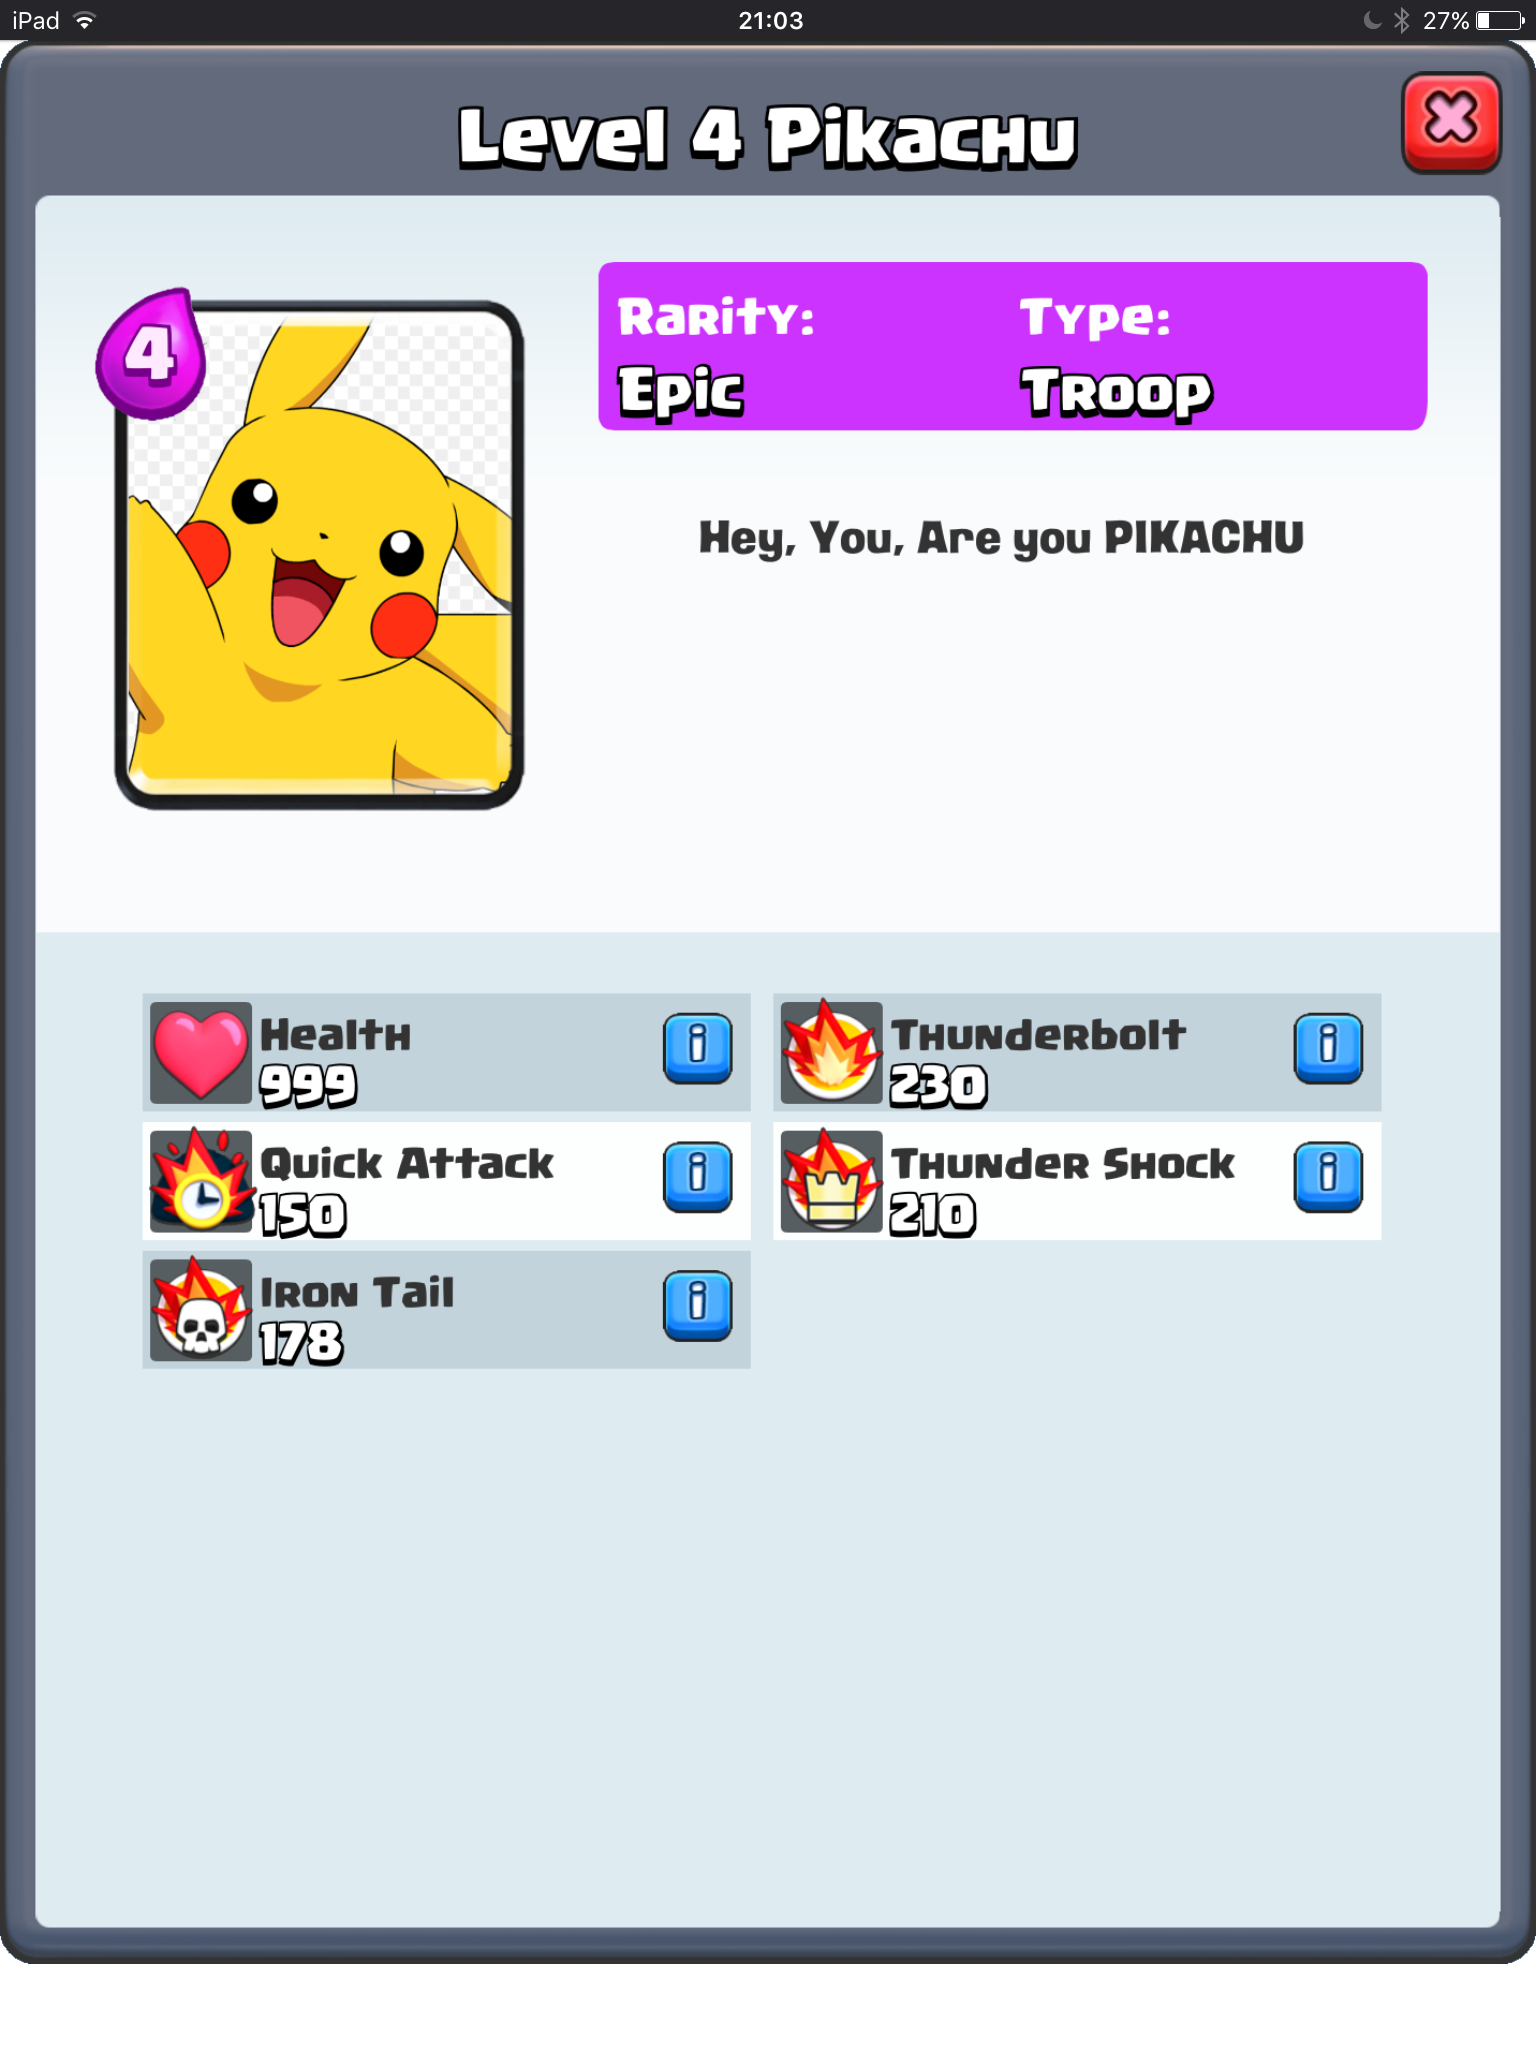 iPad 21:03 27%
Level 4 Pikachu
4
Rarity: Type:
Epic Troop
Hey, You, Are you PIKACHU
Health
999
Thunderbolt
230
Quick Attack
150
Thunder Shock
210
Iron Tail
178